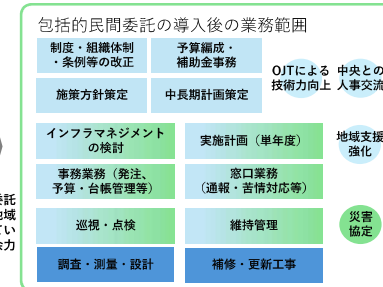 包括的民間委託の導入後の業務範囲
制度・組織体制
・条例等の改正
予算編成・
補助金事務
施策方針策定
中長期計画策定
OJTによる
技術力向上
中央との
人事交流
インフラマネジメント
の検討
実施計画（単年度）
地域支援
強化
事務業務（発注、
予算・台帳管理等）
窓口業務
（通報・苦情対応等）
巡視・点検
維持管理
災害
協定
調査・測量・設計
補修・更新工事